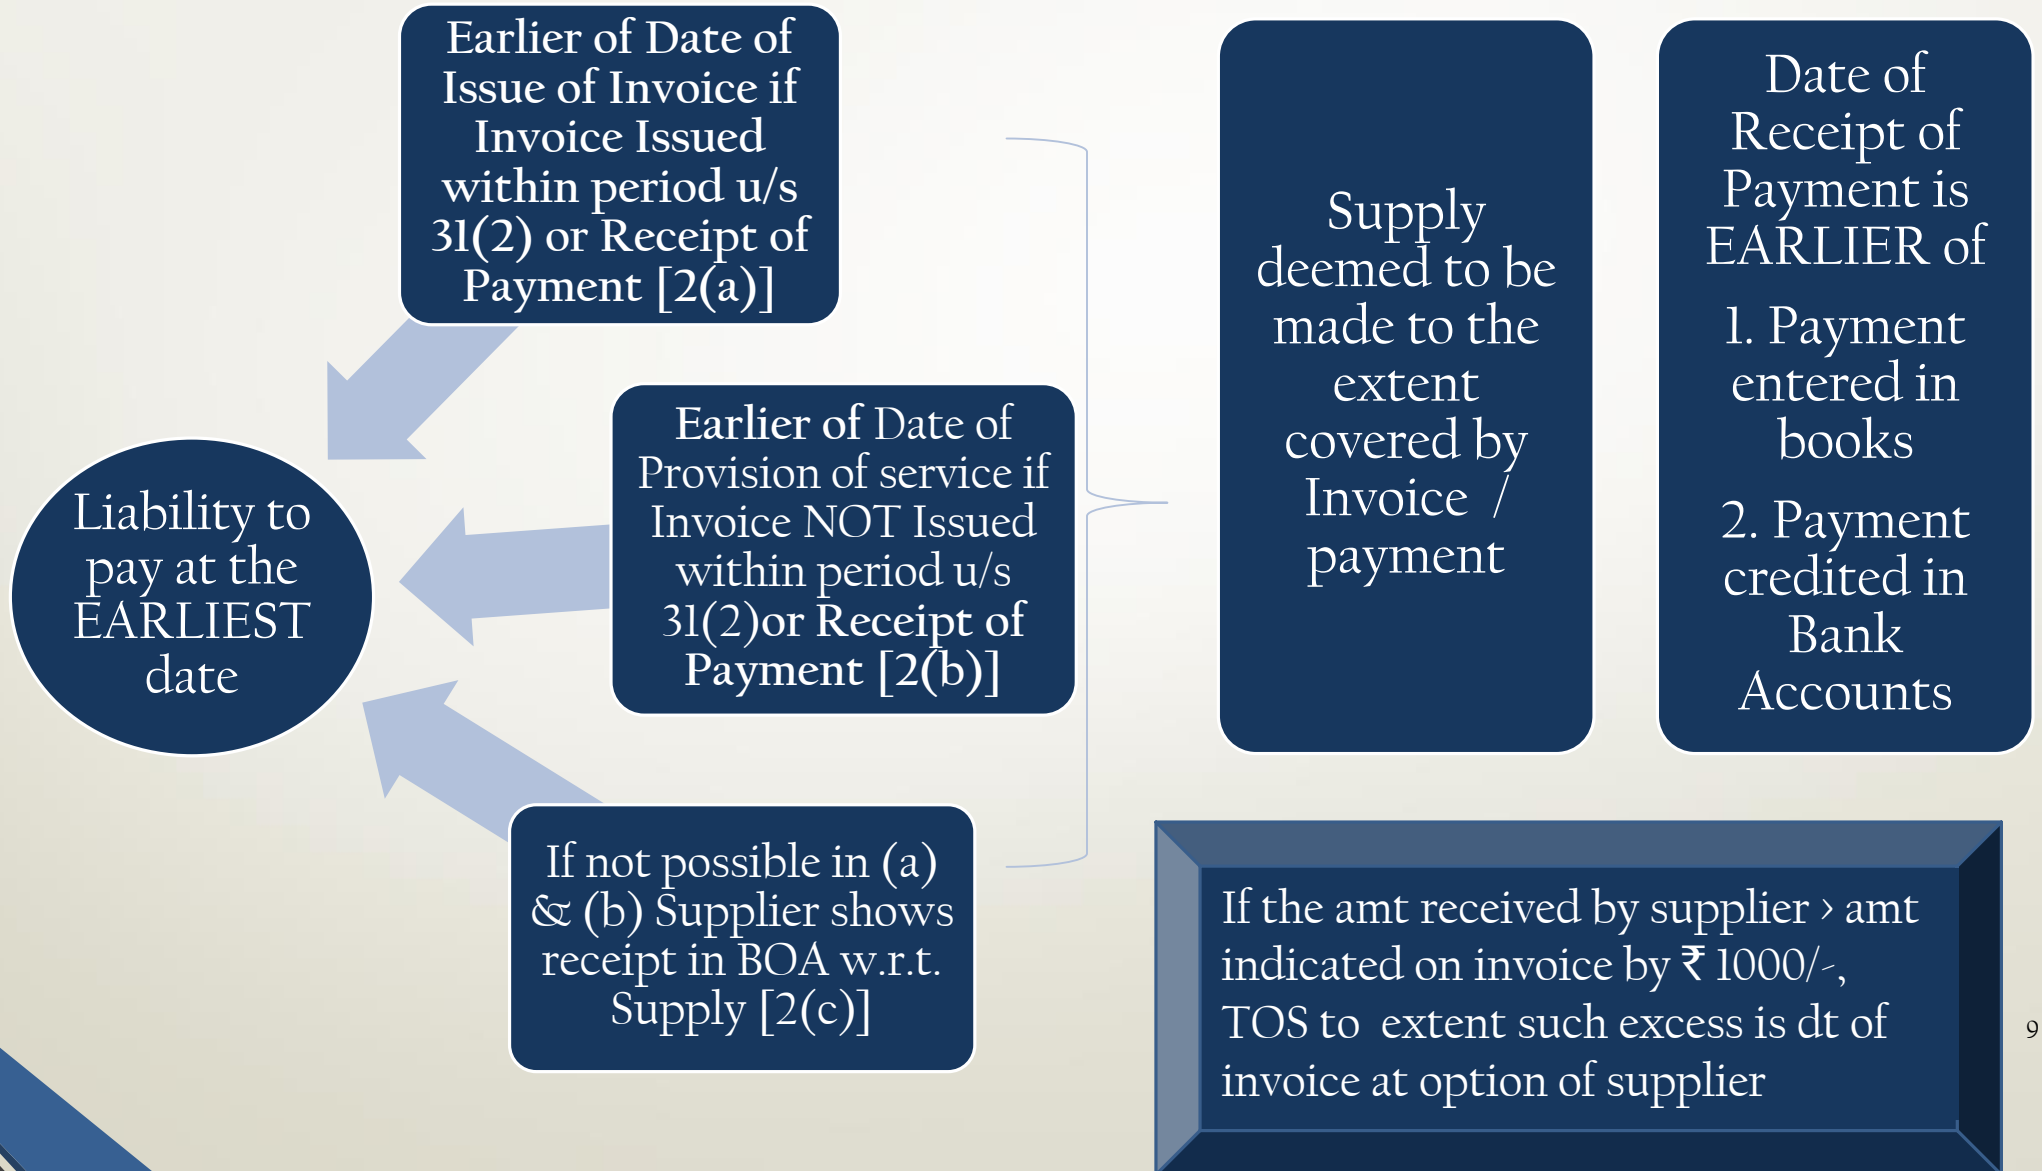 Earlier of Date of
Issue of Invoice if
Invoice Issued
within period u/s
31(2) or Receipt of
Payment [2(a)]
Earlier of Date of
Provision of service if
Invoice NOT Issued
within period u/s
31(2)or Receipt of
Payment [2(b)]
If not possible in (a)
& (b) Supplier shows
receipt in BOA w.r.t.
Supply [2(c)]
Liability to
pay at the
EARLIEST
date
Supply
deemed to be
made to the
extent
covered by
Invoice /
payment
Date of
Receipt of
Payment is
EARLIER of
1. Payment
entered in
books
2. Payment
credited in
Bank
Accounts
If the amt received by supplier > amt
indicated on invoice by ₹ 1000/-,
TOS to extent such excess is dt of
invoice at option of supplier
9